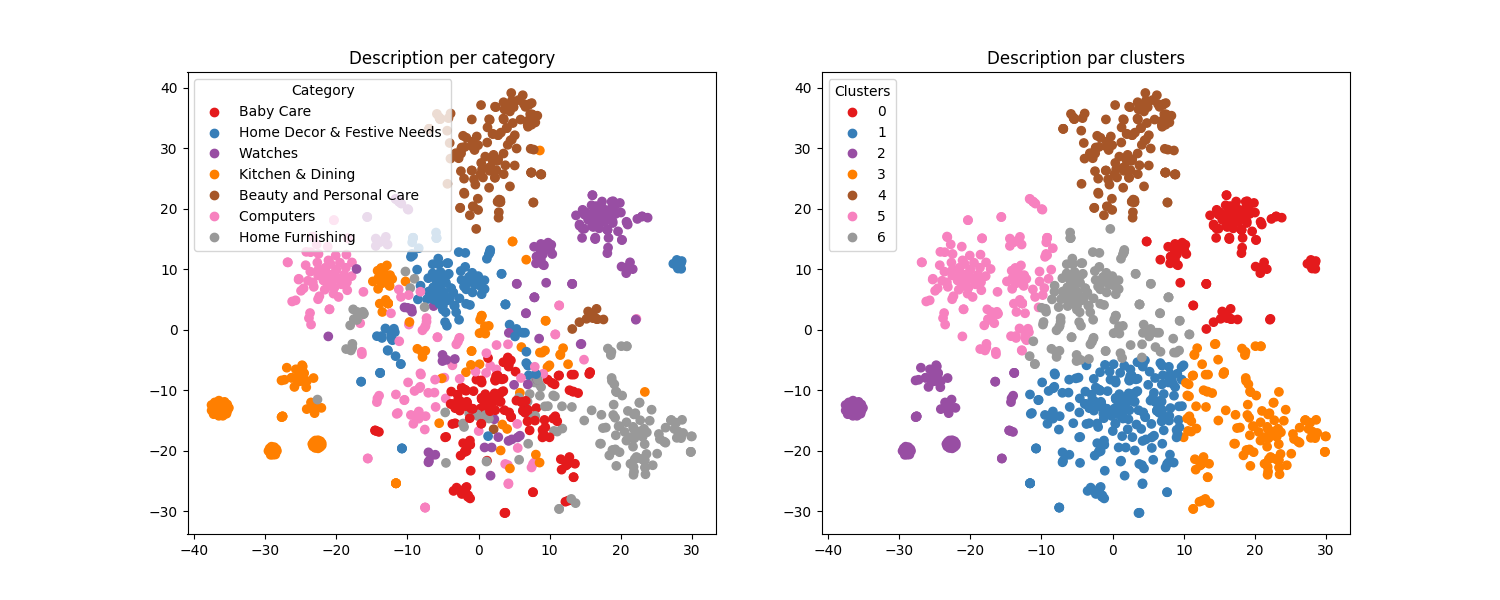 Description per category
Category
Baby Care
Home Decor & Festive Needs
Watches
Kitchen & Dining
Beauty and Personal Care
Computers
Home Furnishing
40
30
20
10
0
−10
−20
−30
−40 −30 −20 −10 0 10 20 30
Description par clusters
Clusters
0
1
2
3
4
5
6
40
30
20
10
0
−10
−20
−30
−40 −30 −20 −10 0 10 20 30